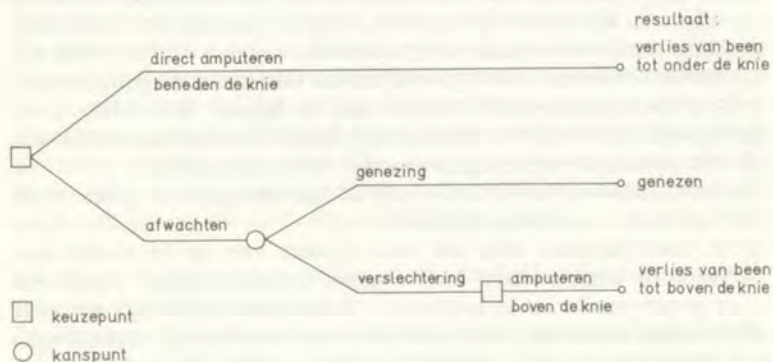 resultaat :
direct amputeren
beneden de knie
verlies van been
tot onder de knie
genezing
genezen
afwachten
verslechtering
amputeren
boven de knie
verlies van been
tot boven de knie
keuzepunt
kanspunt